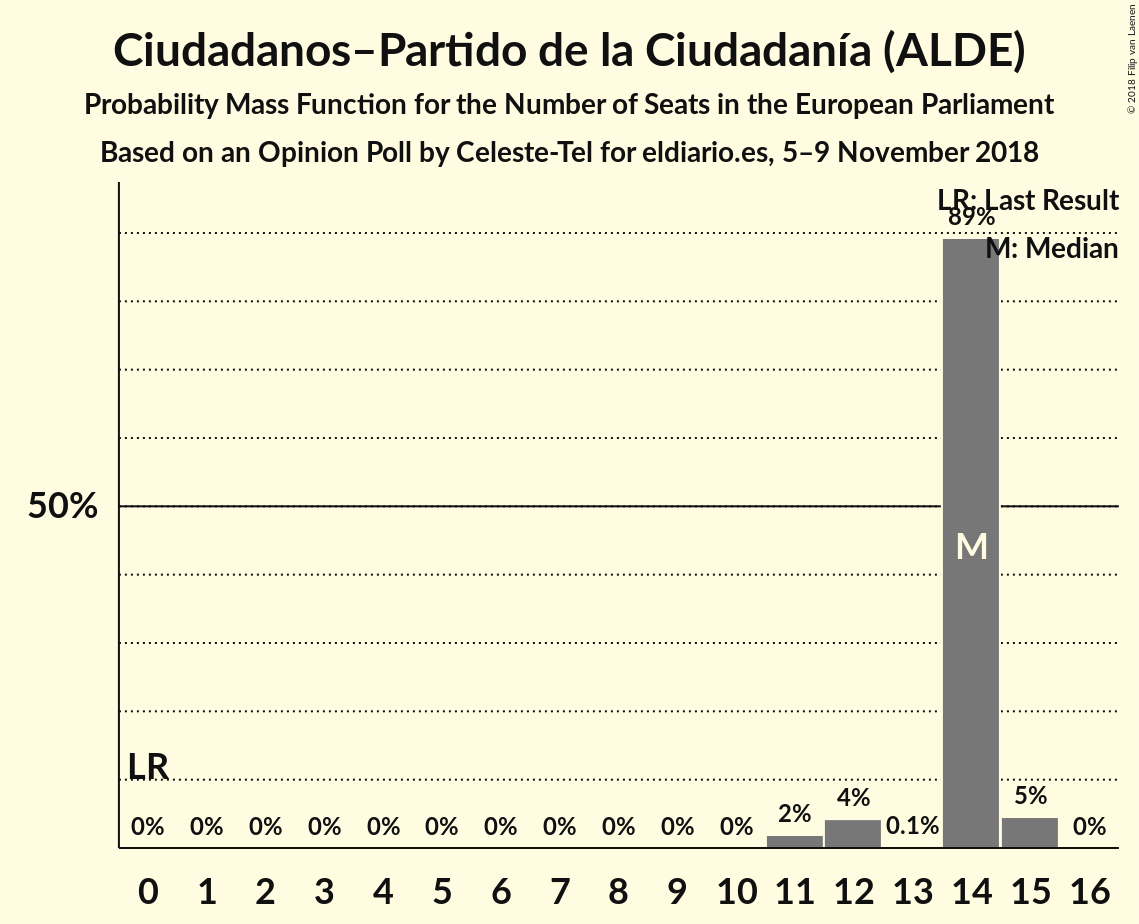 Ciudadanos–Partido de la Ciudadanía (ALDE)
Probability Mass Function for the Number of Seats in the European Parliament
Based on an Opinion Poll by Celeste-Tel for eldiario.es, 5–9 November 2018
© 2018 Filip van Laenen
LR: Last Result
89%
M: Median
50%
M
LR
0% 0% 0% 0% 0% 0% 0% 0% 0% 0% 0% 2% 4% 0.1% 5% 0%
0 1 2 3 4 5 6 7 8 9 10 11 12 13 14 15 16